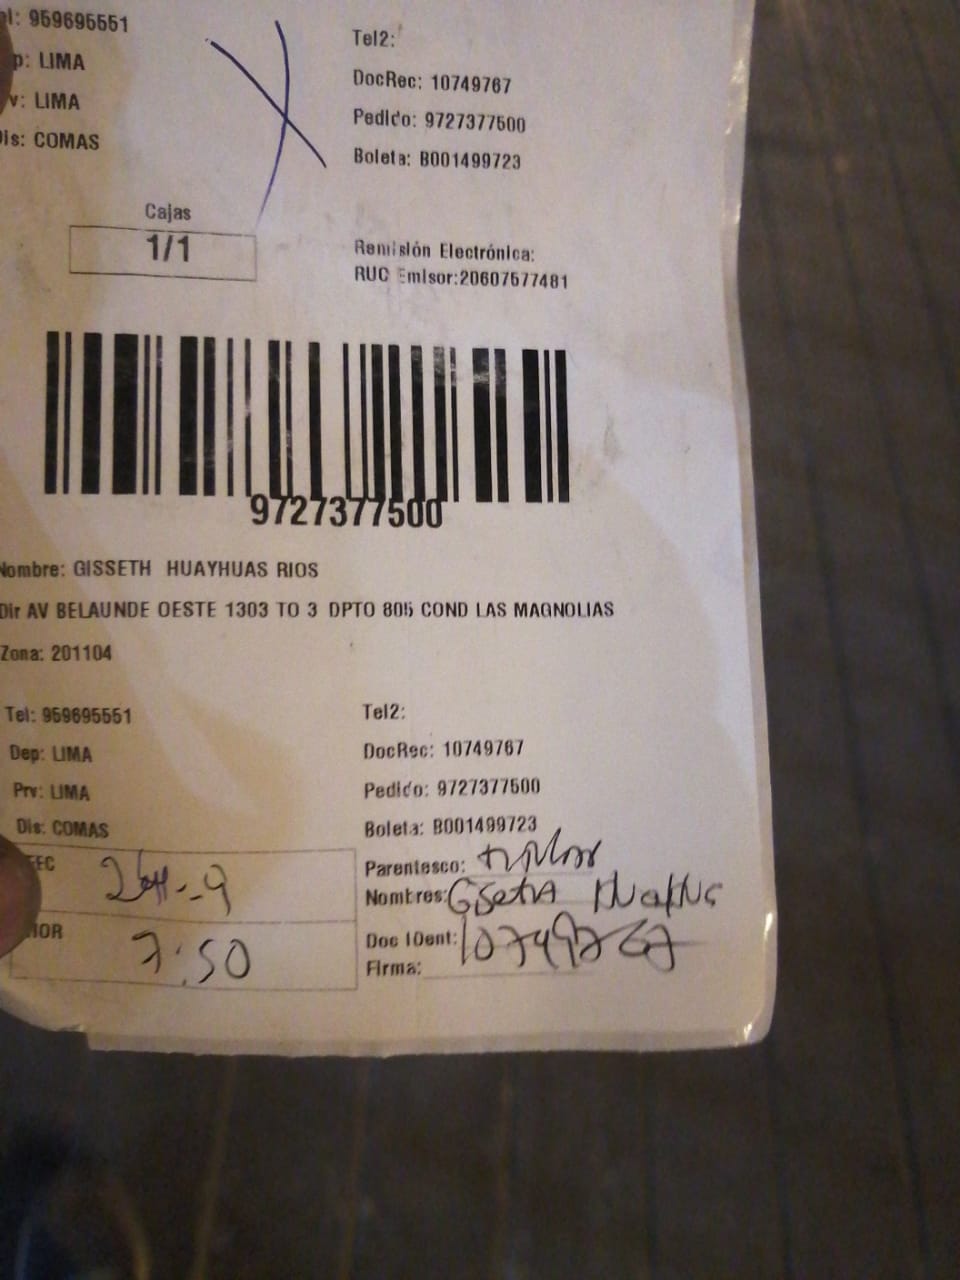 el: 959695551
Tel2:
p: LIMA
DocRec: 10749767
v: LIMA
Pedido: 9727377500
Dis: COMAS
Boleta: B001499723
Cajas
1/1
Remisión Electrónica:
RUC Emisor:20607577481
9727377500
Nombre: GISSETH HUAYHUAS RIOS
Dir AV BELAUNDE OESTE 1303 TO 3 DPTO 805 COND LAS MAGNOLIAS
Zona: 201104
Tel: 959695551
Tel2:
Dep: LIMA
DocRec: 10749767
Prv: LIMA
Pedido: 9727377500
Dis: COMAS
Boleta: B001499723
FEC
Parentesco:
Nombres:
HOR 7:50
Doc IDent: 10749767
Firma: